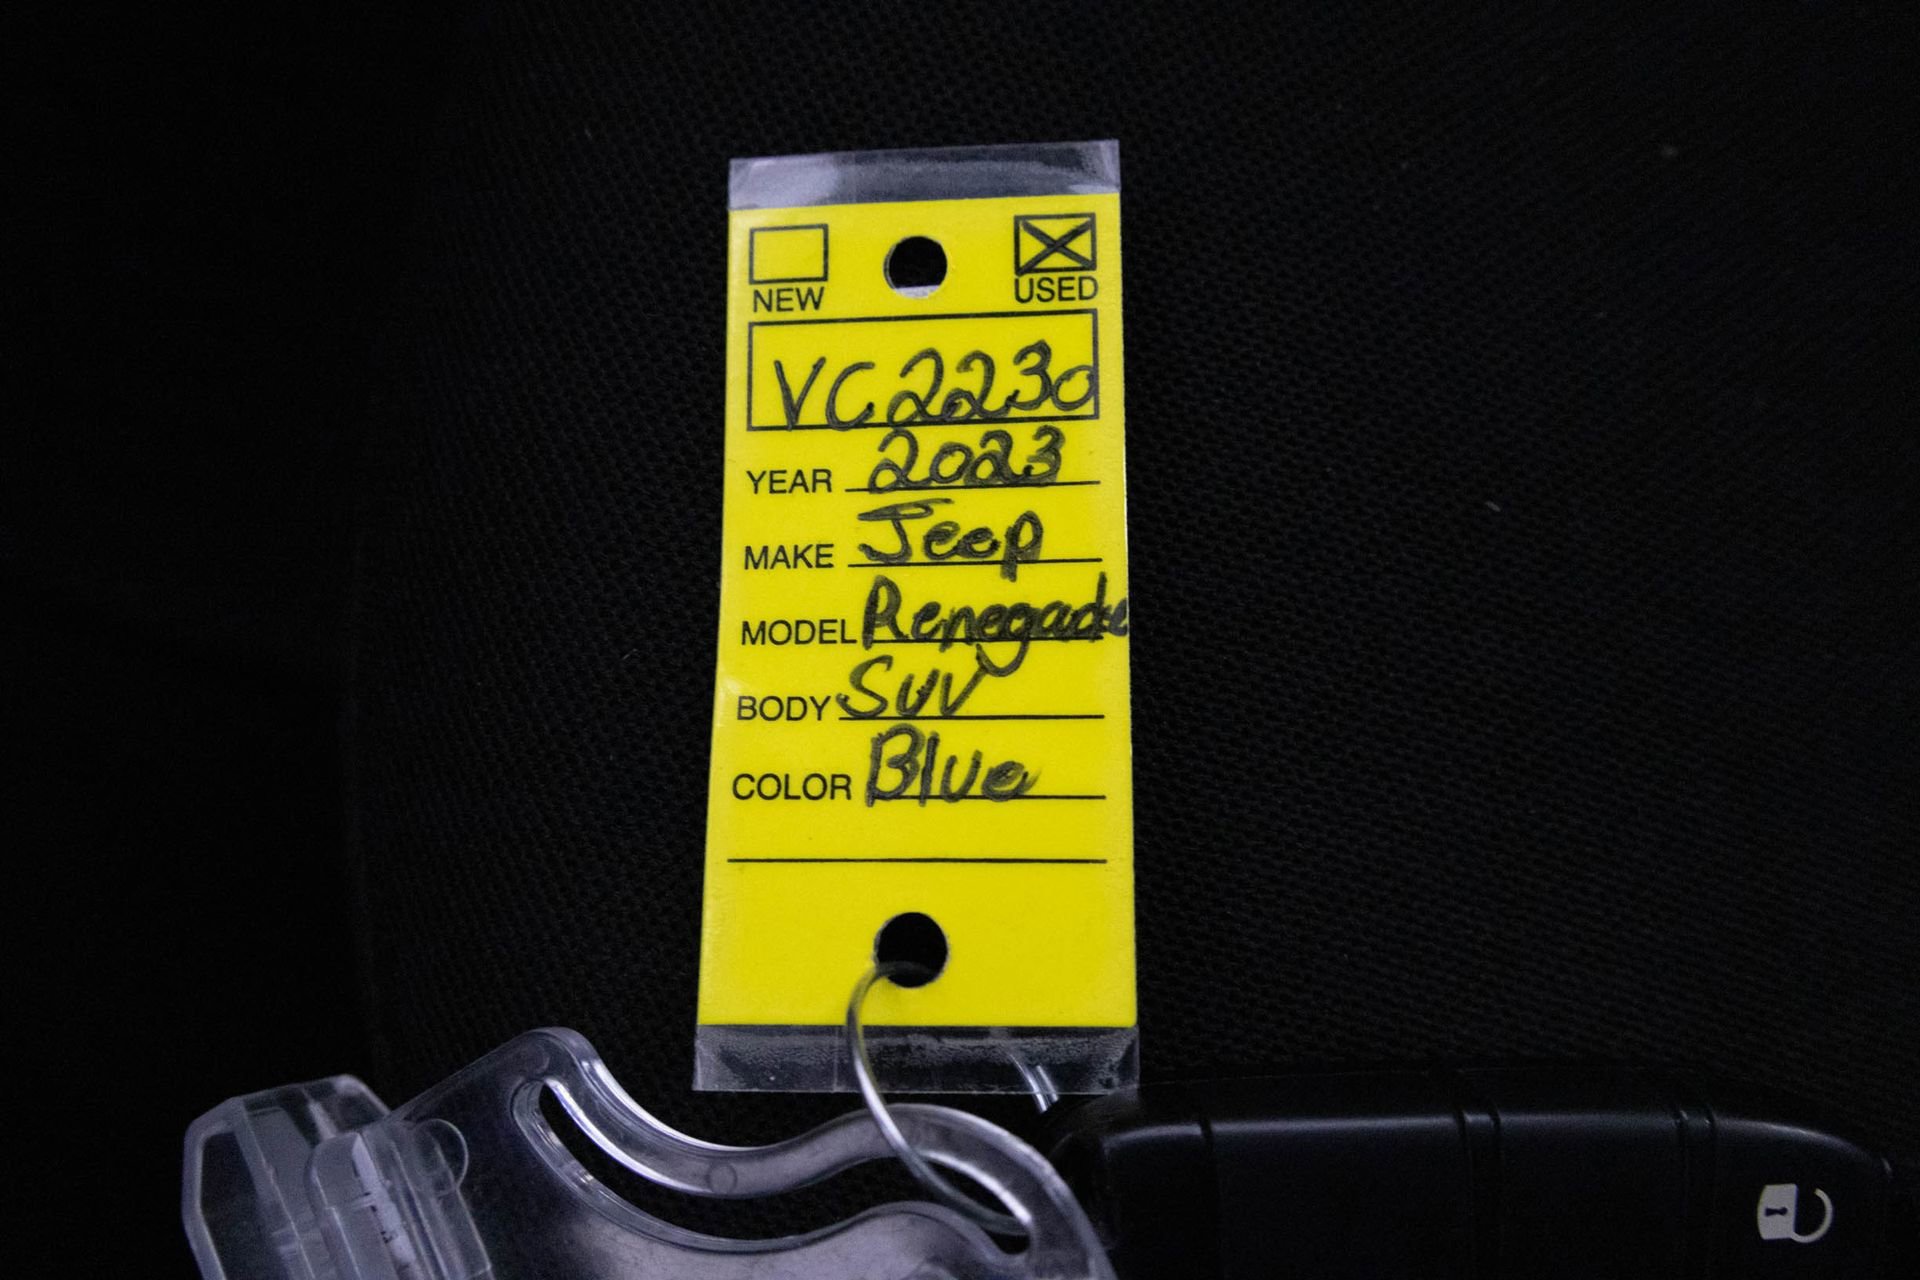 NEW USED
VC2230
YEAR 2023
MAKE Jeep
MODEL Renegade
BODY SUV
COLOR Blue